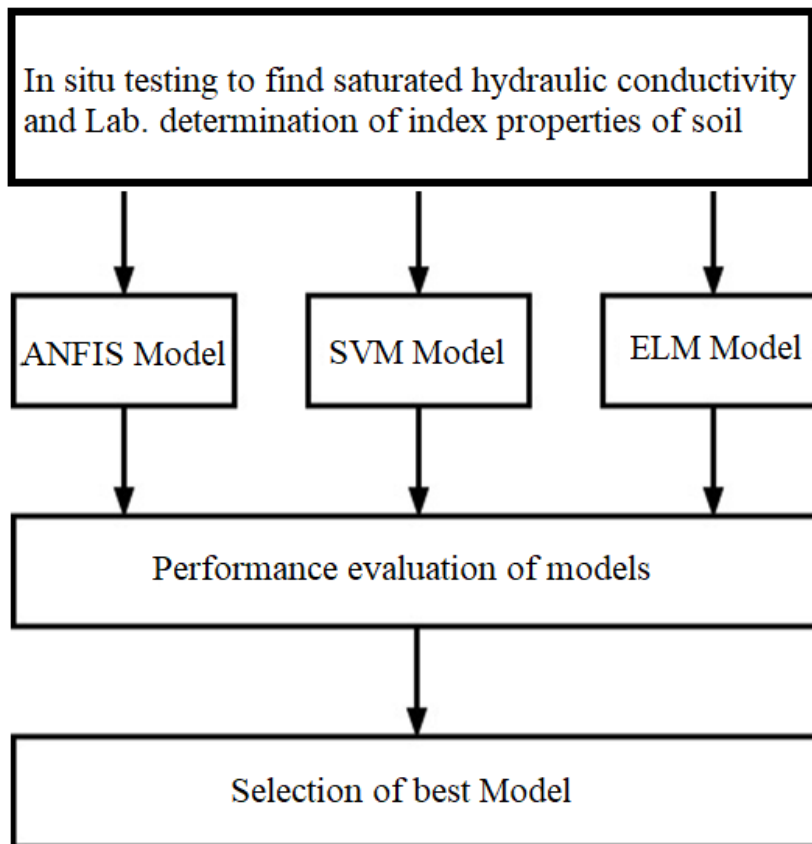 In situ testing to find saturated hydraulic conductivity
and Lab. determination of index properties of soil
ANFIS Model
SVM Model
ELM Model
Performance evaluation of models
Selection of best Model